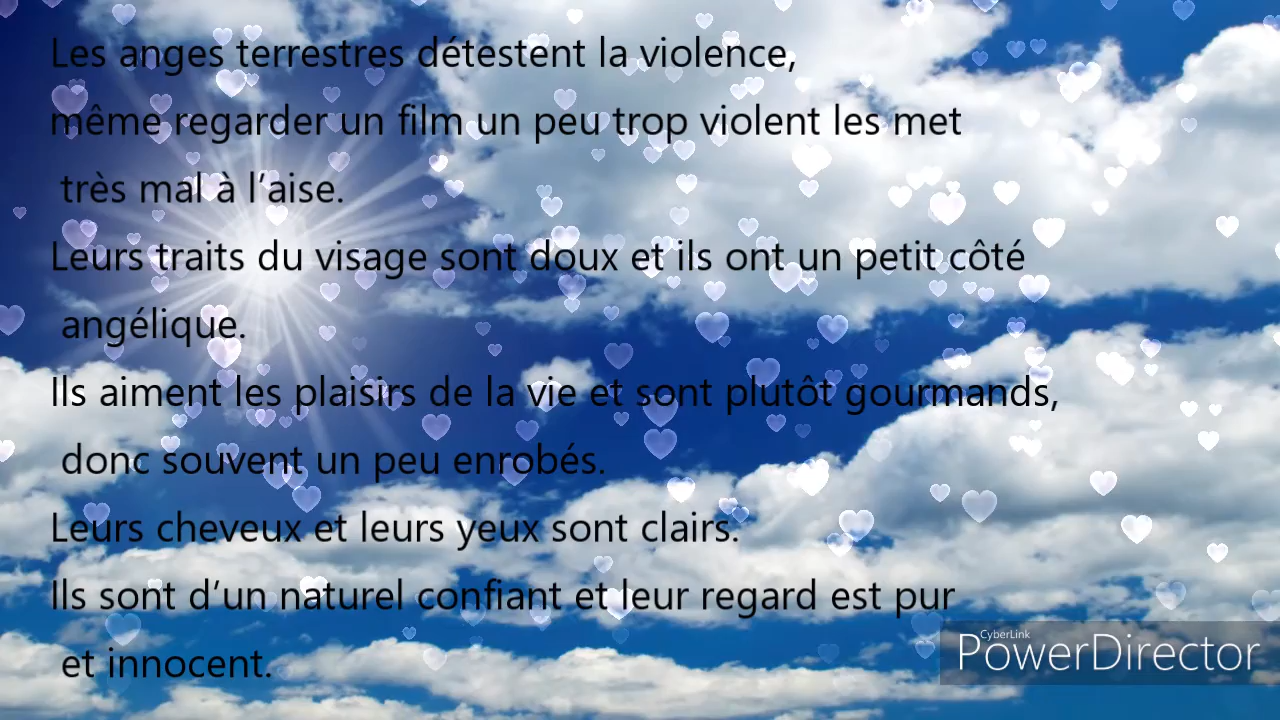 Les anges terrestres détestent la violence,
même regarder un film un peu trop violent les met
très mal à l’aise.
Leurs traits du visage sont doux et ils ont un petit côté
angélique.
Ils aiment les plaisirs de la vie et sont plutôt gourmands,
donc souvent un peu enrobés.
Leurs cheveux et leurs yeux sont clairs.
Ils sont d’un naturel confiant et leur regard est pur
et innocent.
CyberLink
PowerDirector